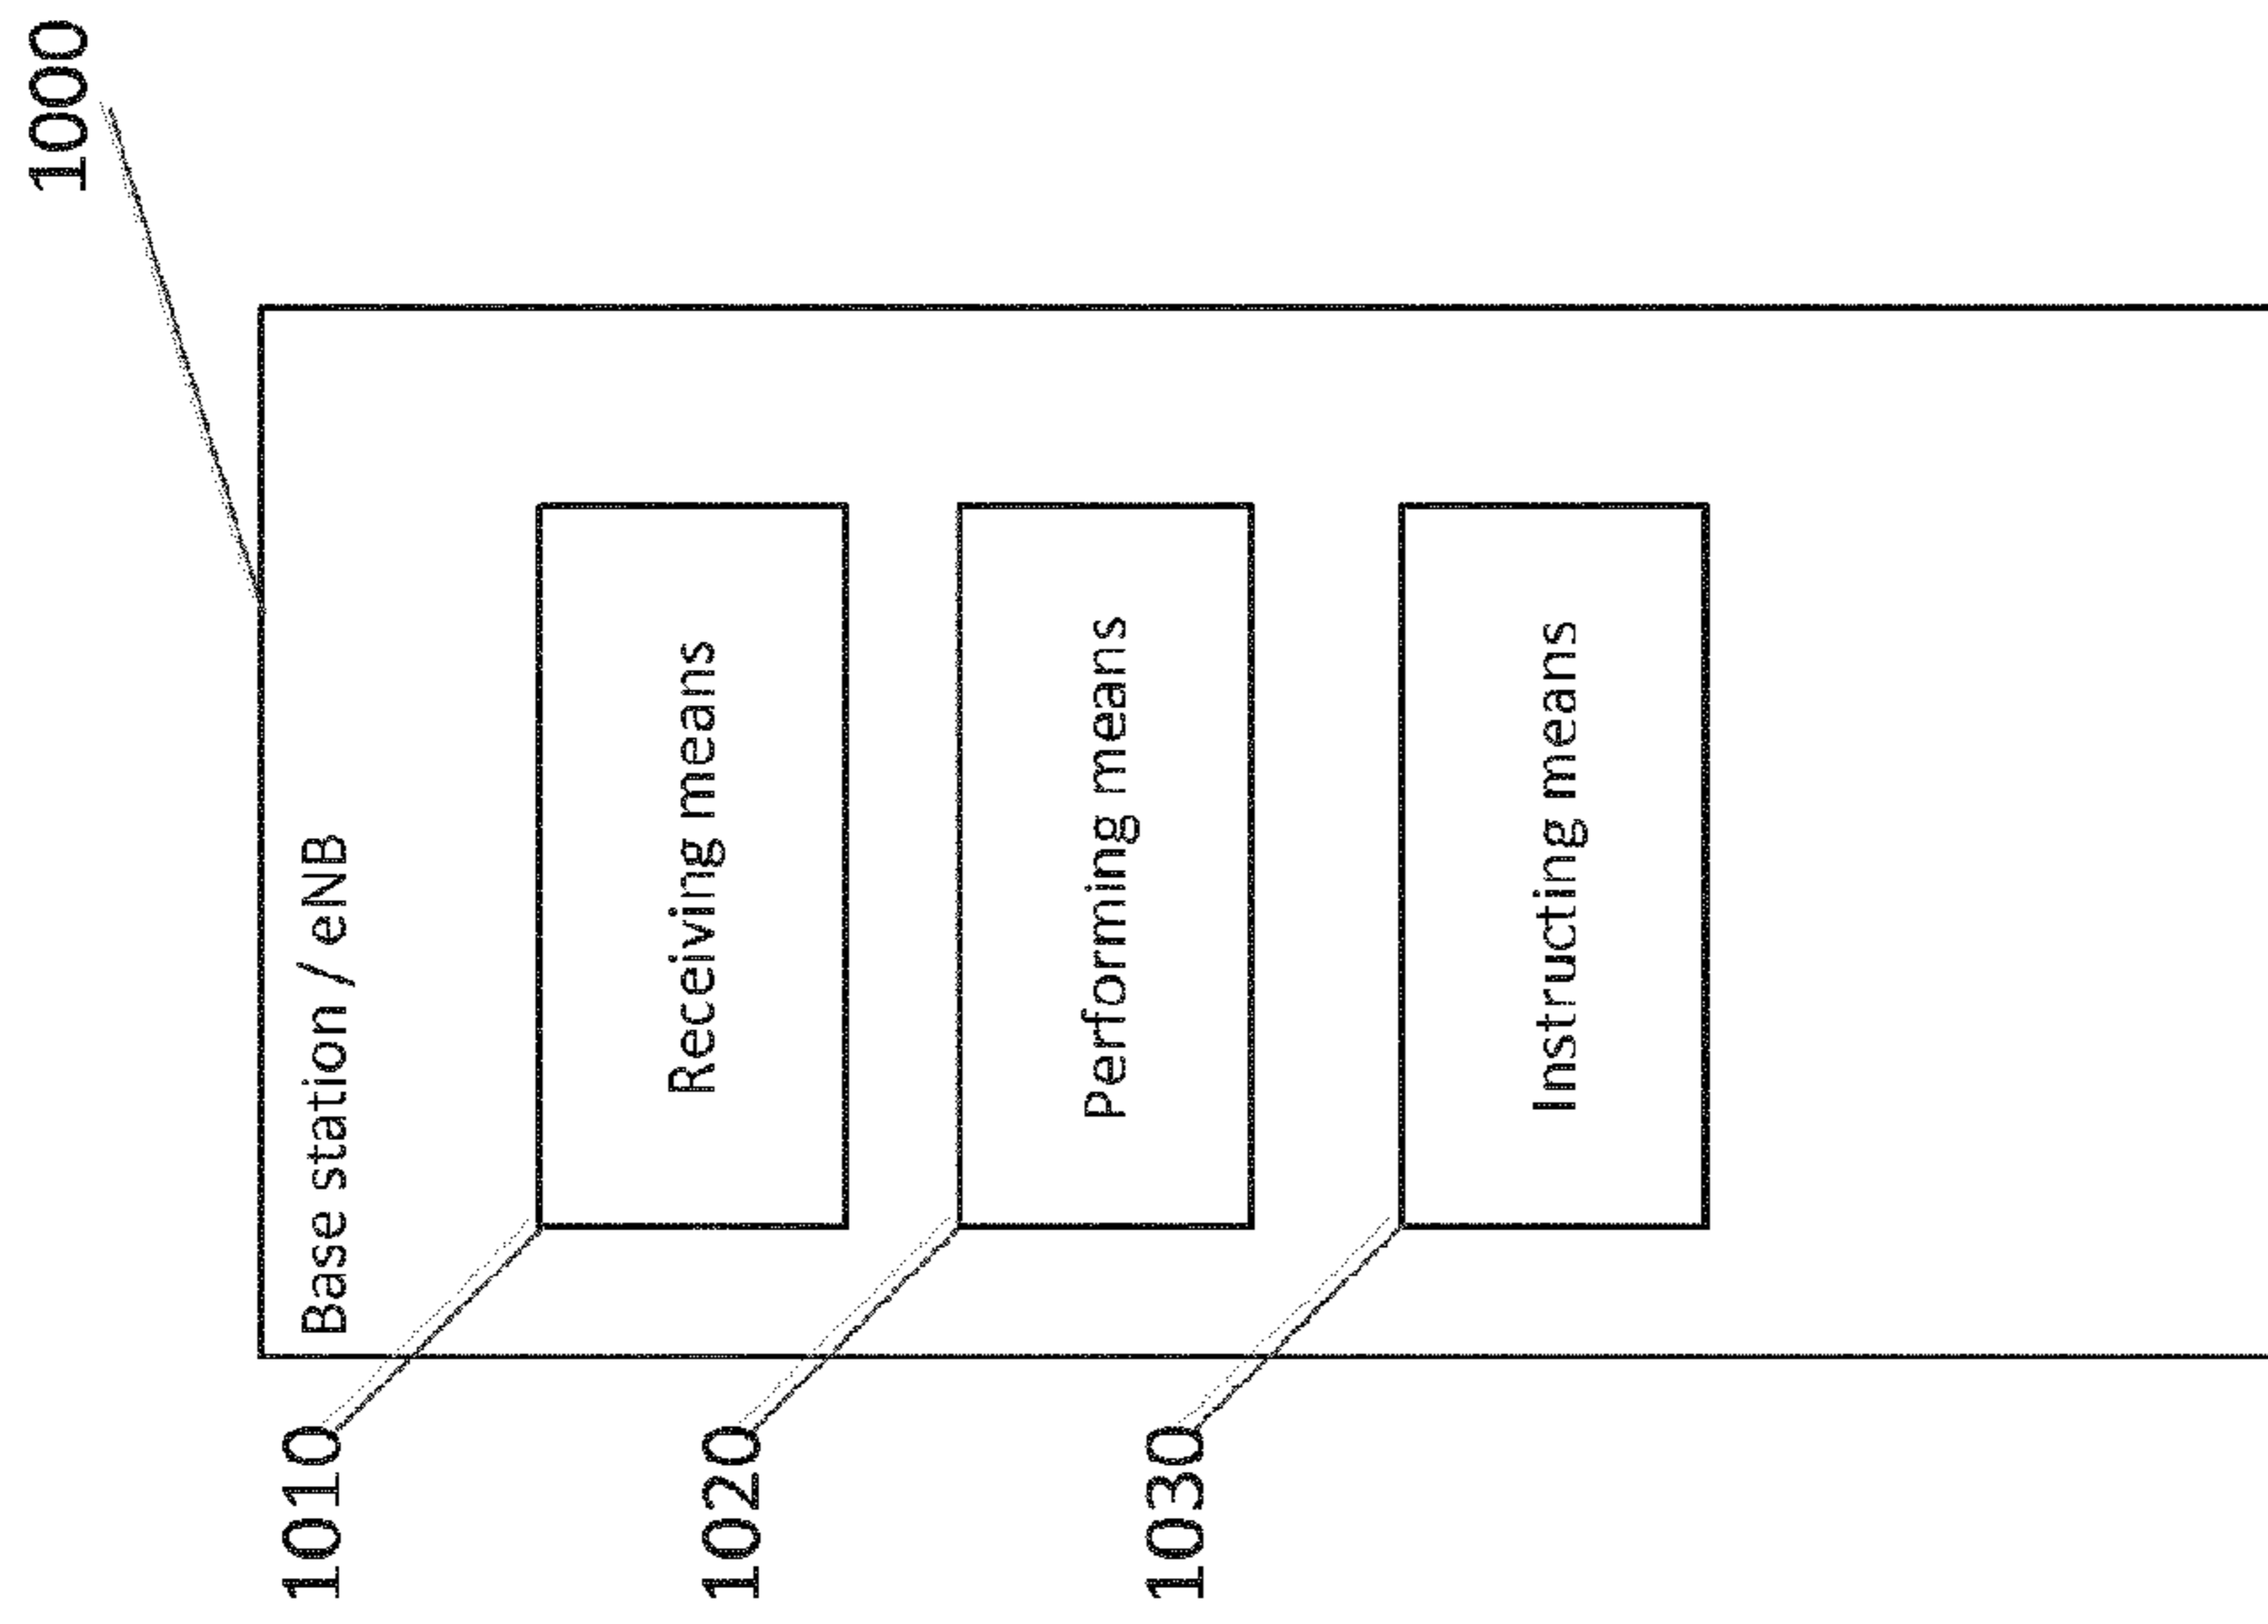 1000
Base station / eNB
1010
Receiving means
1020
Performing means
1030
Instructing means